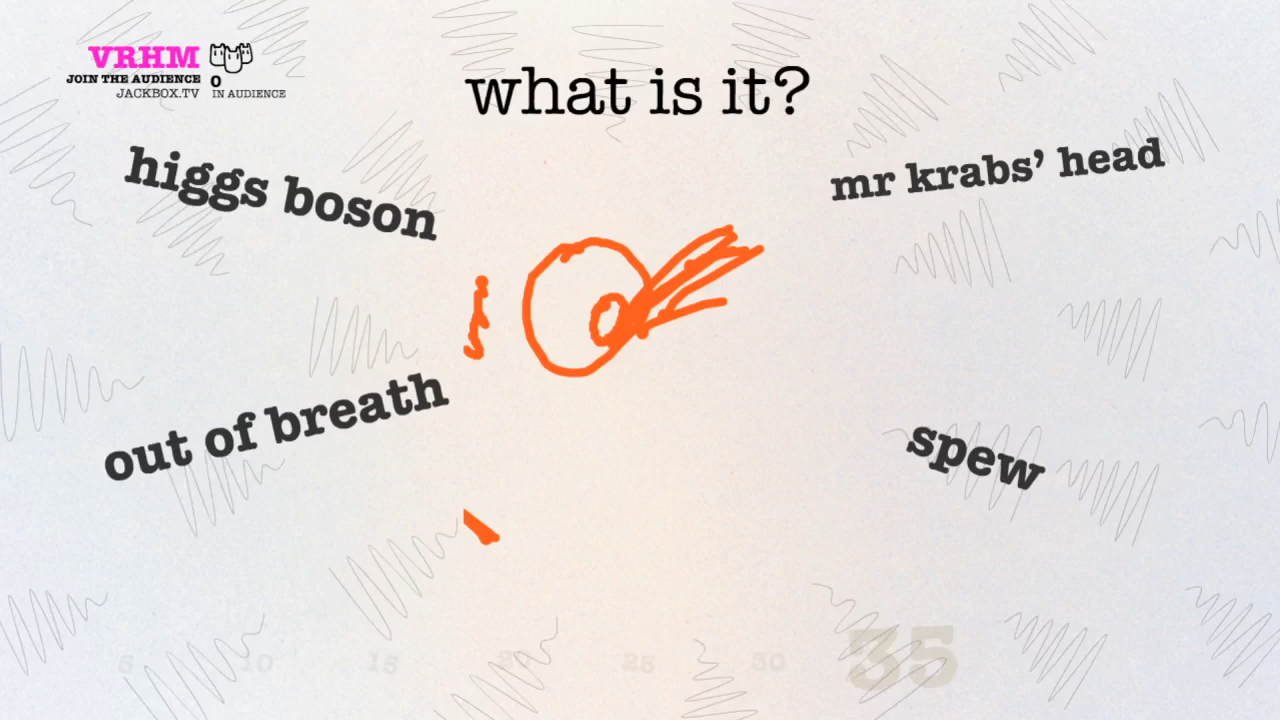 VRHM
JOIN THE AUDIENCE
JACKBOX.TV
0
IN AUDIENCE
what is it?
higgs boson
mr krabs’ head
out of breath
spew
5 10 15 20 25 30 35